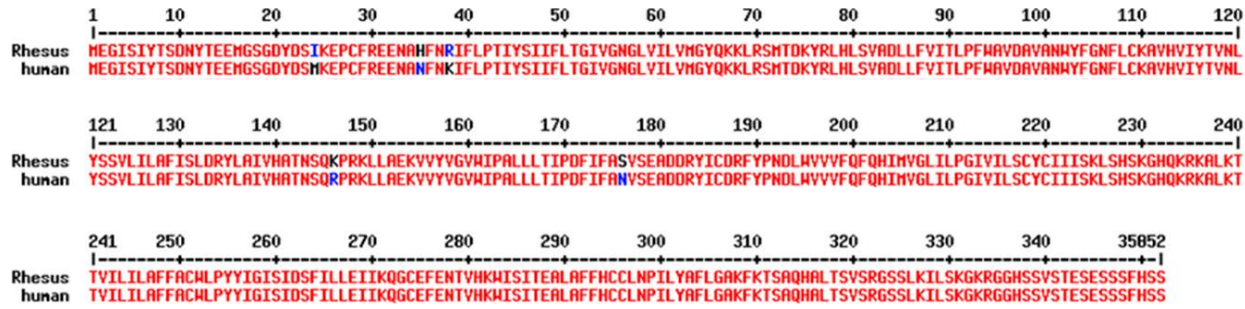 1 10 20 30 40 50 60 70 80 90 100 110 120
|--------+---------+---------+---------+---------+---------+---------+---------+---------+---------+---------+---------|
Rhesus MEGISIYTSDNYTEEMGSGDYDSIKEPCFREENAHFNRIFLPTIYSIIFLTGIVGNGLVILVMGYQKKLRSMTDKYRLHLSVADLLFVITLPFWAVDAVANWYFGNFLCKAVHVIYTVNL
human MEGISIYTSDNYTEEMGSGDYDSMKEPCFREENANFNKIFLPTIYSIIFLTGIVGNGLVILVMGYQKKLRSMTDKYRLHLSVADLLFVITLPFWAVDAVANWYFGNFLCKAVHVIYTVNL
121 130 140 150 160 170 180 190 200 210 220 230 240
|--------+---------+---------+---------+---------+---------+---------+---------+---------+---------+---------+---------|
Rhesus YSSVLILAFISLDRYLAIVHATNSQKPRKLLAEKVVYVGVWIPALLLTIPDFIFASVSEADDRYICDRFYPNDLWVVVFQFQHIMVGLILPGIVILSCYCIIISKLSHSKGHQKRKALKT
human YSSVLILAFISLDRYLAIVHATNSQRPRKLLAEKVVYVGVWIPALLLTIPDFIFANVSEADDRYICDRFYPNDLWVVVFQFQHIMVGLILPGIVILSCYCIIISKLSHSKGHQKRKALKT
241 250 260 270 280 290 300 310 320 330 340 350352
|--------+---------+---------+---------+---------+---------+---------+---------+---------+---------+---------+-|
Rhesus TVILILAFFACWLPYYIGISIDSFILLEIIKQGCEFENTVHKWISITEALAFFHCCLNPILYAFLGAKFKTSAQHALTSVSRGSSLKILSKGKRGGHSSVSTESESSSFHSS
human TVILILAFFACWLPYYIGISIDSFILLEIIKQGCEFENTVHKWISITEALAFFHCCLNPILYAFLGAKFKTSAQHALTSVSRGSSLKILSKGKRGGHSSVSTESESSSFHSS